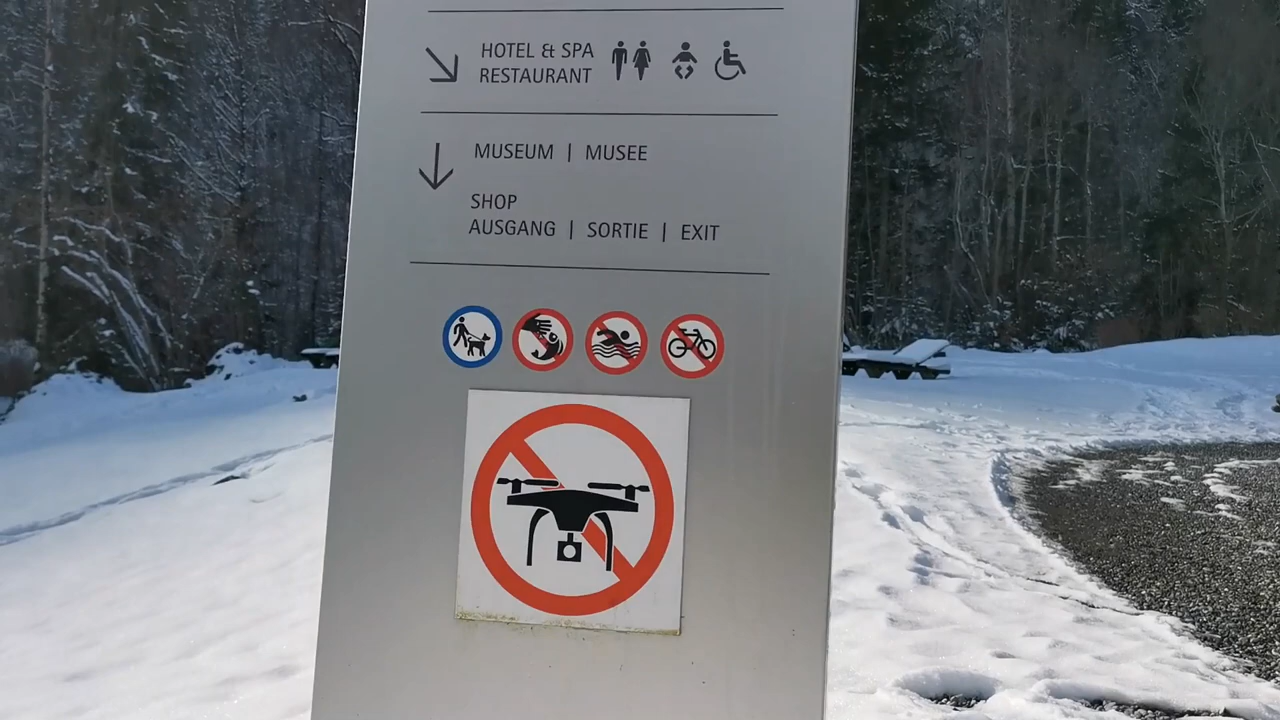 HOTEL & SPA
RESTAURANT
MUSEUM | MUSEE
SHOP
AUSGANG | SORTIE | EXIT